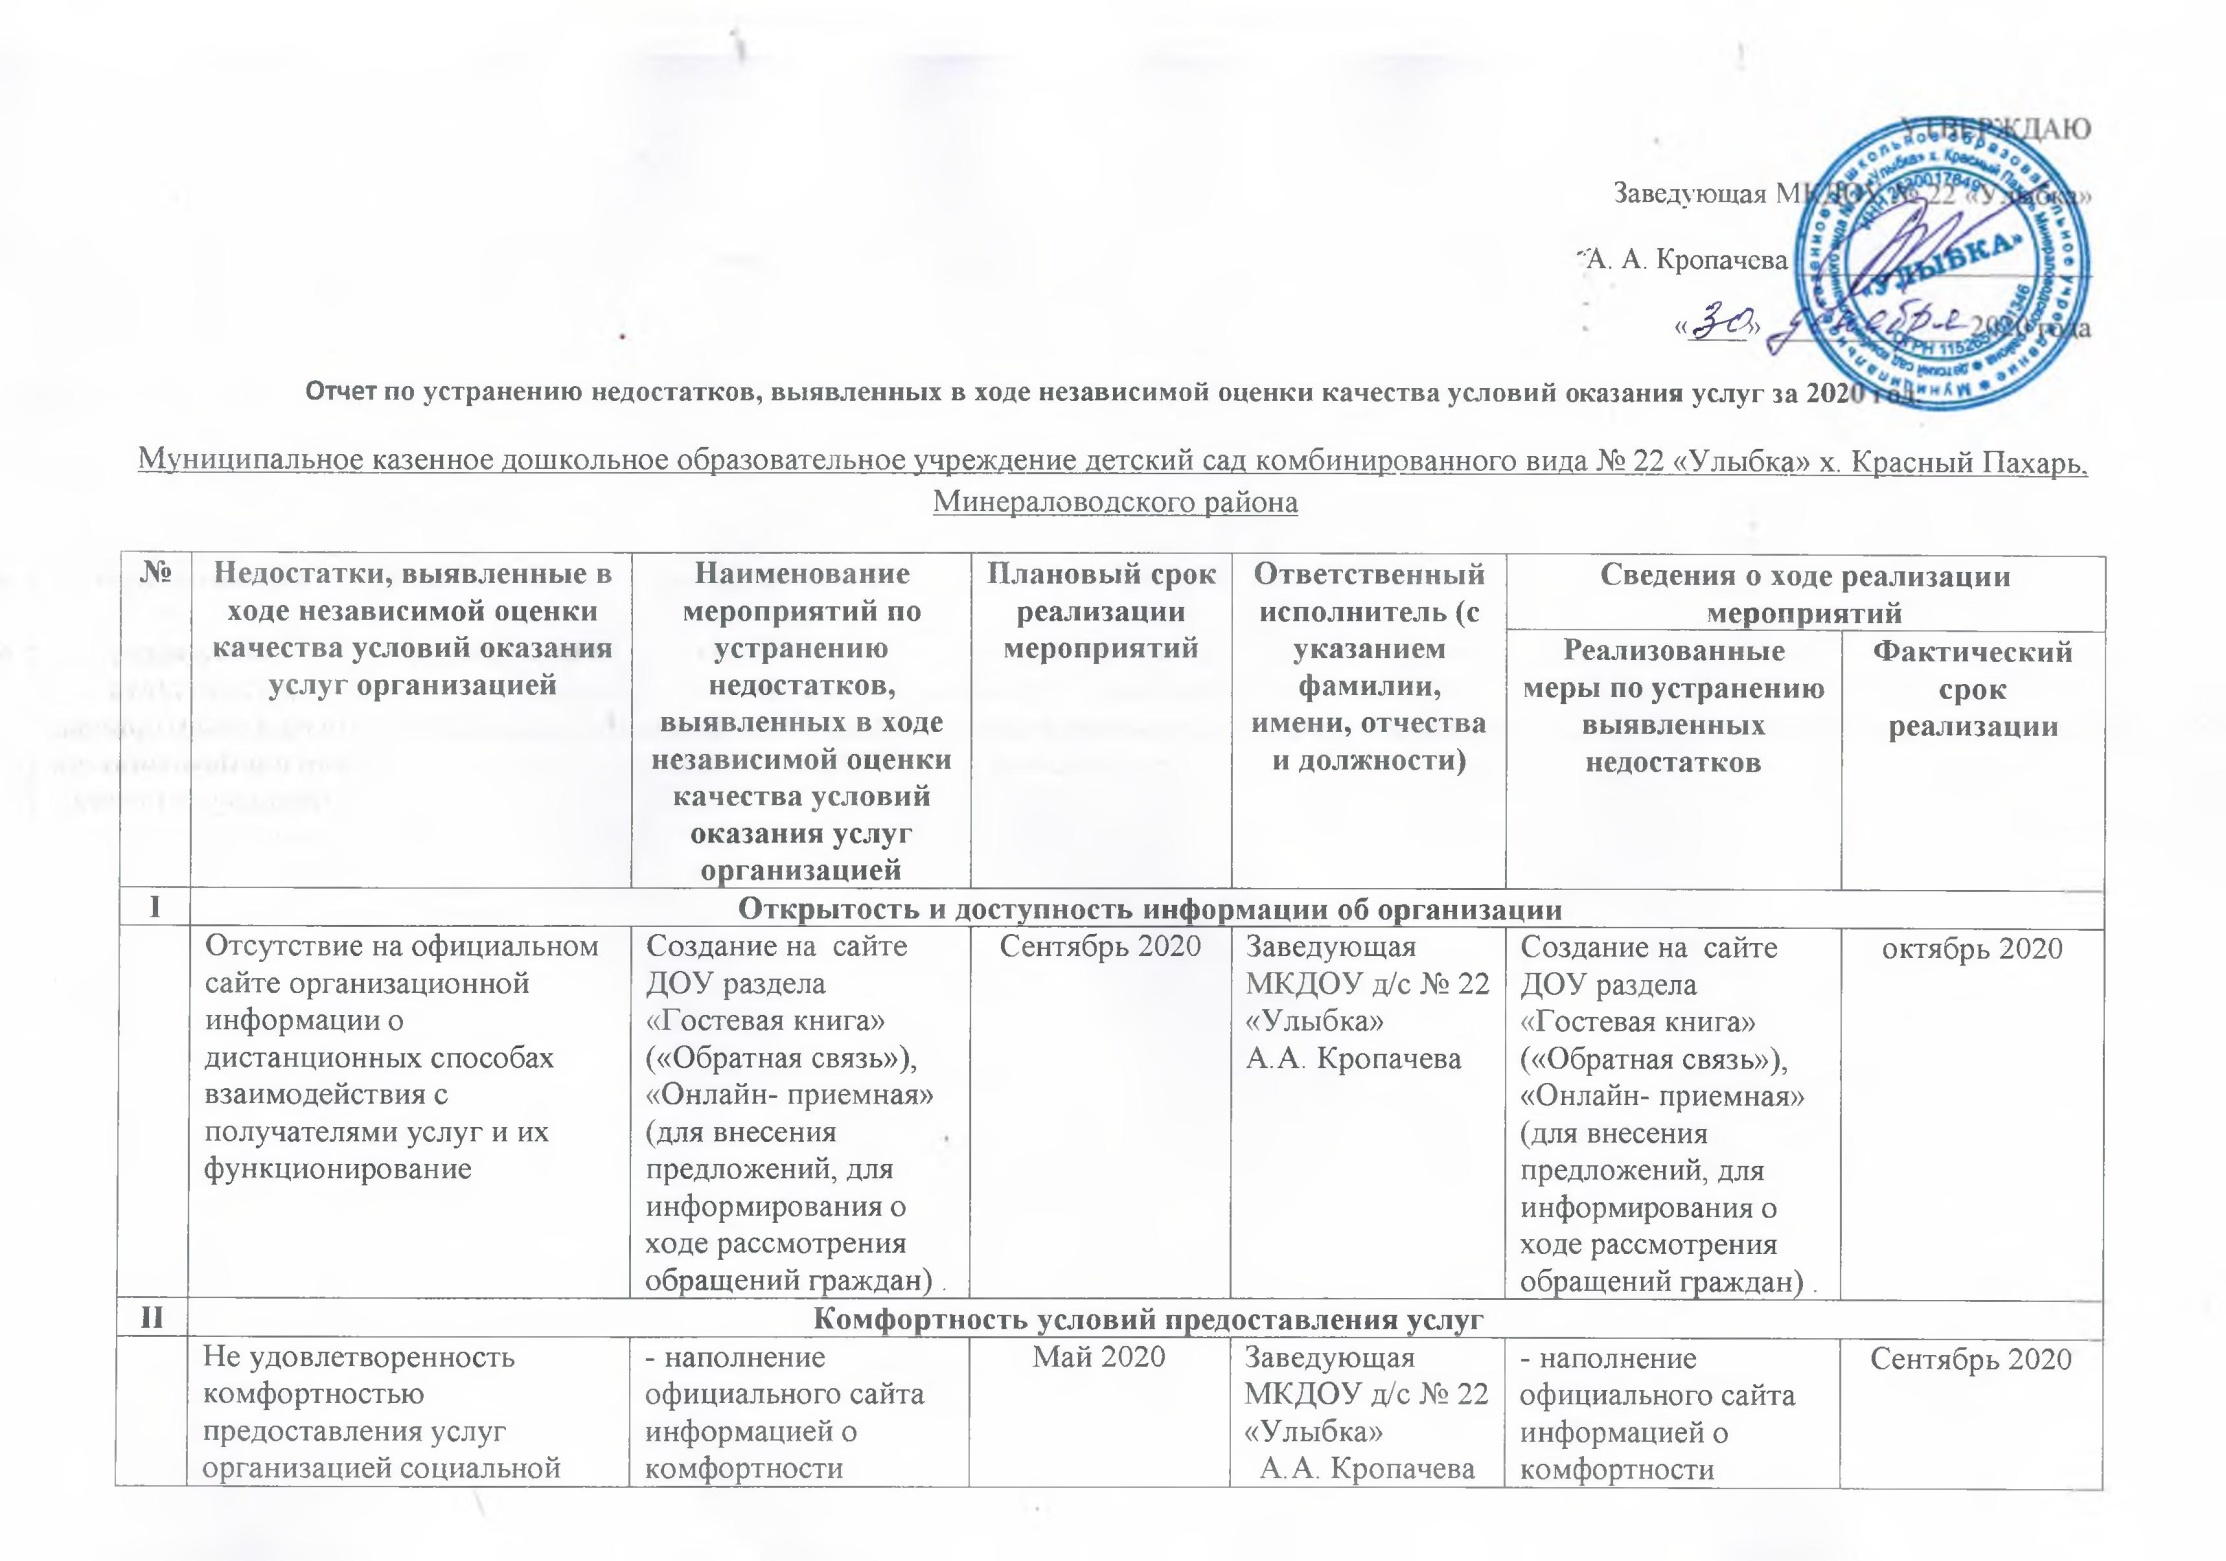 УТВЕРЖДАЮ
Заведующая МКДОУ № 22 «Улыбка»
А. А. Кропачева
«30» декабря 2020 года
«УЛЫБКА»
Отчет по устранению недостатков, выявленных в ходе независимой оценки качества условий оказания услуг за 2020 год.
Муниципальное казенное дошкольное образовательное учреждение детский сад комбинированного вида № 22 «Улыбка» х. Красный Пахарь,
Минераловодского района
№
Недостатки, выявленные в
ходе независимой оценки
качества условий оказания
услуг организацией
Наименование
мероприятий по
устранению
недостатков,
выявленных в ходе
независимой оценки
качества условий
оказания услуг
организацией
Плановый срок
реализации
мероприятий
Ответственный
исполнитель (с
указанием
фамилии,
имени, отчества
и должности)
Сведения о ходе реализации
мероприятий
Реализованные
меры по устранению
выявленных
недостатков
Фактический
срок
реализации
I
Открытость и доступность информации об организации
Отсутствие на официальном
сайте организационной
информации о
дистанционных способах
взаимодействия с
получателями услуг и их
функционирование
Создание на сайте
ДОУ раздела
«Гостевая книга»
(«Обратная связь»),
«Онлайн- приемная»
(для внесения
предложений, для
информирования о
ходе рассмотрения
обращений граждан) .
Сентябрь 2020
Заведующая
МКДОУ д/с № 22
«Улыбка»
А.А. Кропачева
Создание на сайте
ДОУ раздела
«Гостевая книга»
(«Обратная связь»),
«Онлайн- приемная»
(для внесения
предложений, для
информирования о
ходе рассмотрения
обращений граждан) .
октябрь 2020
II
Комфортность условий предоставления услуг
Не удовлетворенность
комфортностью
предоставления услуг
организацией социальной
- наполнение
официального сайта
информацией о
комфортности
Май 2020
Заведующая
МКДОУ д/с № 22
«Улыбка»
А.А. Кропачева
- наполнение
официального сайта
информацией о
комфортности
Сентябрь 2020